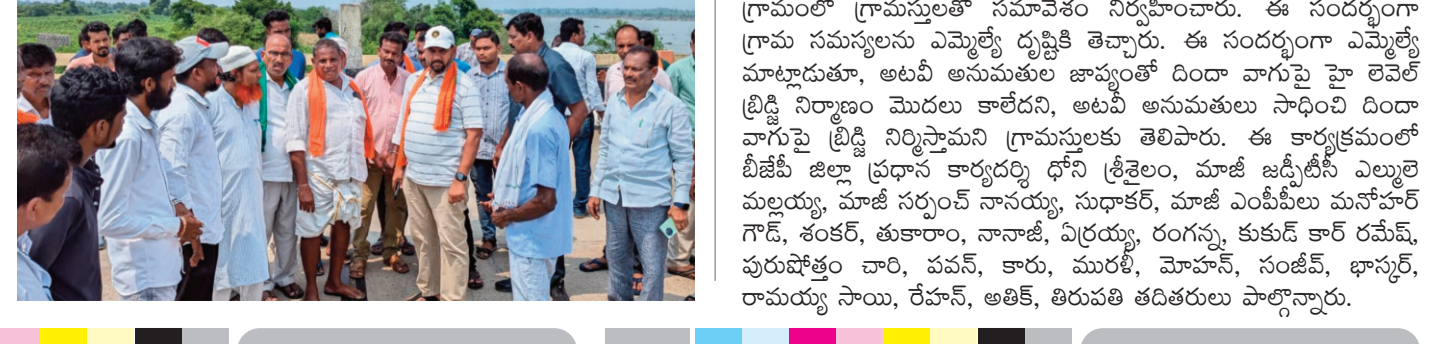 గ్రామంలో గ్రామస్తులతో సమావేశం నిర్వహించారు. ఈ సందర్భంగా
గ్రామ సమస్యలను ఎమ్మెల్యే దృష్టికి తెచ్చారు. ఈ సందర్భంగా ఎమ్మెల్యే
మాట్లాడుతూ, అటవీ అనుమతుల జాప్యంతో దిందా వాగుపై హై లెవెల్
బ్రిడ్జి నిర్మాణం మొదలు కాలేదని, అటవీ అనుమతులు సాధించి దిందా
వాగుపై బ్రిడ్జి నిర్మిస్తామని గ్రామస్తులకు తెలిపారు. ఈ కార్యక్రమంలో
బీజేపీ జిల్లా ప్రధాన కార్యదర్శి ధోని శ్రీశైలం, మాజీ జడ్పీటీసీ ఎల్ములె
మల్లయ్య, మాజీ సర్పంచ్ నానయ్య, సుధాకర్, మాజీ ఎంపీపీలు మనోహర్
గౌడ్, శంకర్, తుకారాం, నానాజీ, ఏర్రయ్య, రంగన్న, కుకుడ్ కార్ రమేష్,
పురుషోత్తం చారి, పవన్, కారు, మురళీ, మోహన్, సంజీవ్, భాస్కర్,
రామయ్య సాయి, రేహన్, అతిక్, తిరుపతి తదితరులు పాల్గొన్నారు.